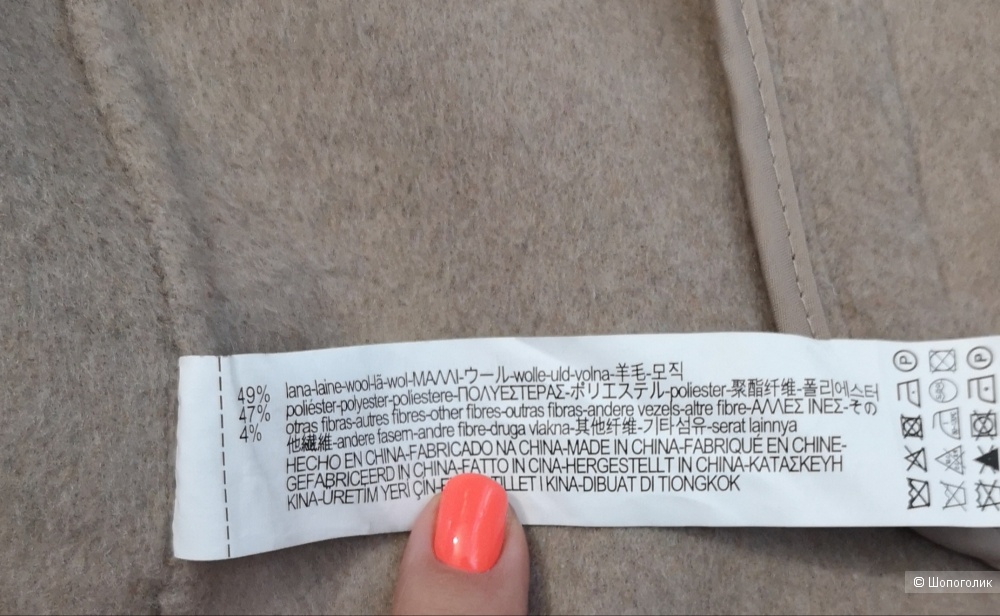 49% lana-laine-wool-lã-wol-ΜΑΛΛΙ-ウール-wolle-uld-volna-羊毛-모직
47% poliéster-polyester-poliestere-ΠΟΛΥΕΣΤΕΡΑΣ-ポリエステル-poliester-聚酯纤维-폴리에스터
4% otras fibras-autres fibres-other fibres-outras fibras-andere vezels-altre fibre-ΑΛΛΕΣ ΙΝΕΣ-その
他繊維-andere fasern-andre fibre-druga vlakna-其他纤维-기타섬유-serat lainnya
HECHO EN CHINA-FABRICADO NA CHINA-MADE IN CHINA-FABRIQUÉ EN CHINE-
GEFABRICEERD IN CHINA-FATTO IN CINA-HERGESTELLT IN CHINA-ΚΑΤΑΣΚΕΥΗ
ΚΙΝΑ-ÜRETİM YERİ ÇİN- I KINA-DIBUAT DI TIONGKOK
© Шопоголик